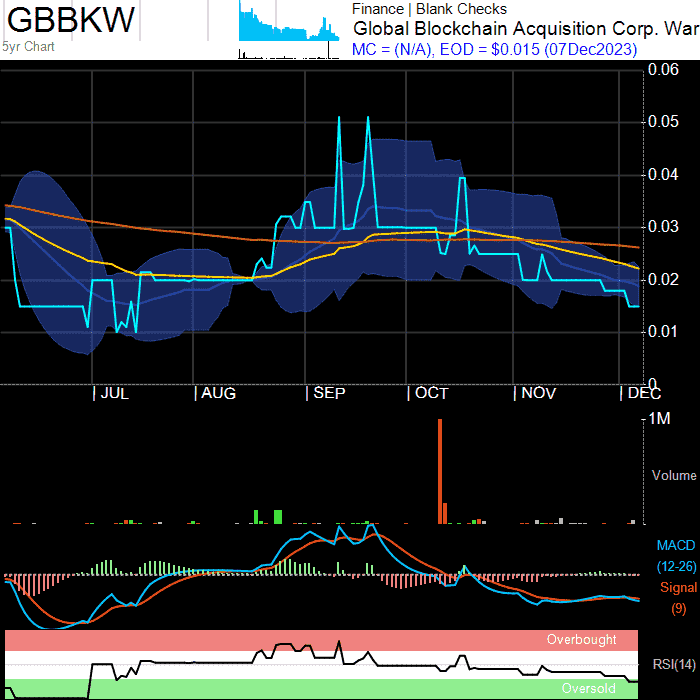 GBBKW
5yr Chart
Finance | Blank Checks
Global Blockchain Acquisition Corp. War
MC = (N/A), EOD = $0.015 (07Dec2023)
0.06
0.05
0.04
0.03
0.02
0.01
0
JUL AUG SEP OCT NOV DEC
1M
Volume
MACD
(12-26)
Signal
(9)
Overbought
RSI(14)
Oversold